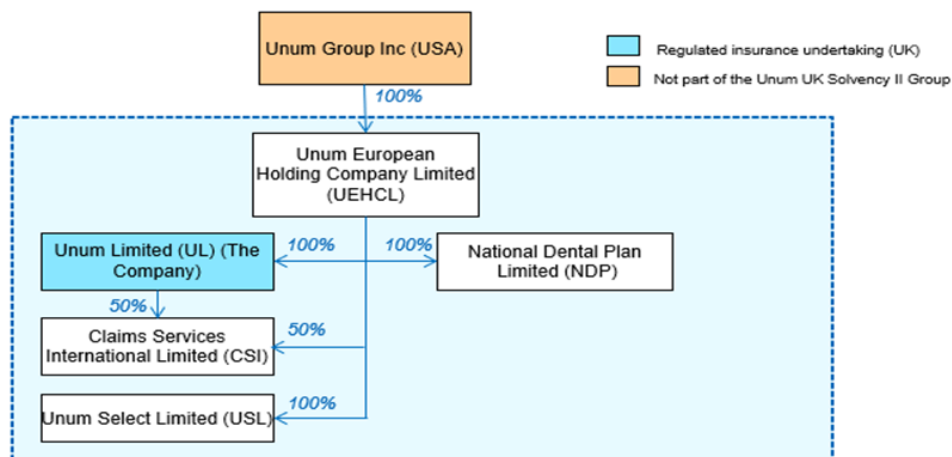 Unum Group Inc (USA)
Regulated insurance undertaking (UK)
Not part of the Unum UK Solvency II Group
100%
Unum European
Holding Company Limited
(UEHCL)
Unum Limited (UL) (The
Company)
100%
100%
National Dental Plan
Limited (NDP)
50%
Claims Services
International Limited (CSI)
50%
Unum Select Limited (USL)
100%